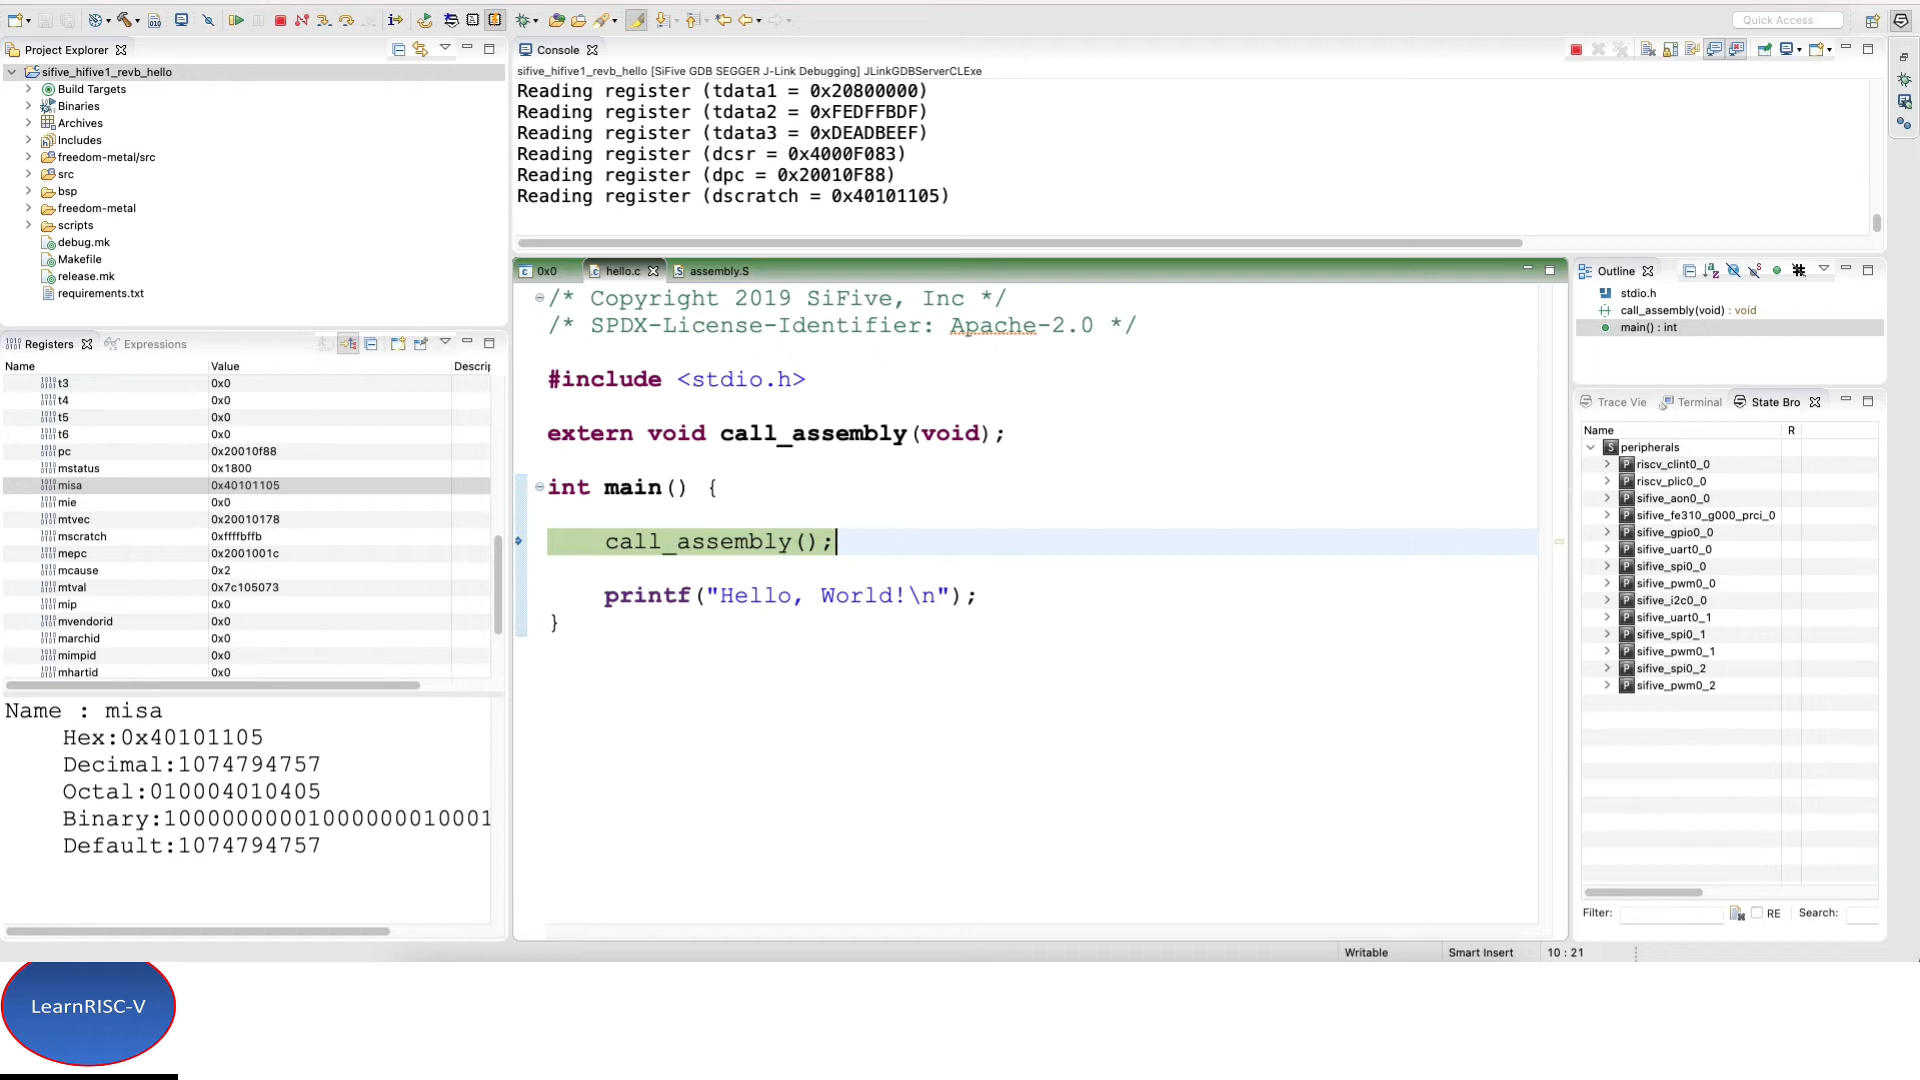 Quick Access
Project Explorer
sifive_hifive1_revb_hello
Build Targets
Binaries
Archives
Includes
freedom-metal/src
src
bsp
freedom-metal
scripts
debug.mk
Makefile
release.mk
requirements.txt
Console
sifive_hifive1_revb_hello [SiFive GDB SEGGER J-Link Debugging] JLinkGDBServerCLExe
Reading register (tdata1 = 0x20800000)
Reading register (tdata2 = 0xFEDFFBDF)
Reading register (tdata3 = 0xDEADBEEF)
Reading register (dcsr = 0x4000F083)
Reading register (dpc = 0x20010F88)
Reading register (dscratch = 0x40101105)
Registers Expressions
Name Value Descrip
t3 0x0
t4 0x0
t5 0x0
t6 0x0
pc 0x20010f88
mstatus 0x1800
misa 0x40101105
mie 0x0
mtvec 0x20010178
mscratch 0xffffbffb
mepc 0x2001001c
mcause 0x2
mtval 0x7c105073
mip 0x0
mvendorid 0x0
marchid 0x0
mimpid 0x0
mhartid 0x0
Name : misa
Hex:0x40101105
Decimal:1074794757
Octal:010004010405
Binary:10000000001000000010001
Default:1074794757
0x0 hello.c assembly.S
/* Copyright 2019 SiFive, Inc */
/* SPDX-License-Identifier: Apache-2.0 */
#include <stdio.h>
extern void call_assembly(void);
int main() {
call_assembly();
printf("Hello, World!\n");
}
Outline
stdio.h
call_assembly(void) : void
main() : int
Trace Vie Terminal State Bro
Name R
peripherals
riscv_clint0_0
riscv_plic0_0
sifive_aon0_0
sifive_fe310_g000_prci_0
sifive_gpio0_0
sifive_uart0_0
sifive_spi0_0
sifive_pwm0_0
sifive_i2c0_0
sifive_uart0_1
sifive_spi0_1
sifive_pwm0_1
sifive_spi0_2
sifive_pwm0_2
Filter: RE Search:
Writable Smart Insert 10 : 21
LearnRISC-V